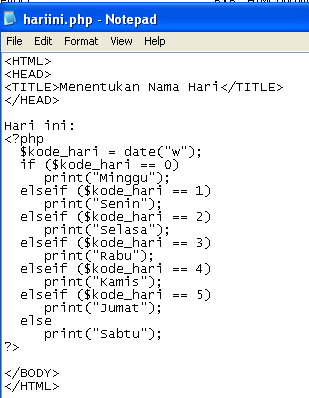 hariini.php - Notepad
File Edit Format View Help
<HTML>
<HEAD>
<TITLE>Menentukan Nama Hari</TITLE>
</HEAD>
Hari ini:
<?php
$kode_hari = date("w");
if ($kode_hari == 0)
print("Minggu");
elseif ($kode_hari == 1)
print("Senin");
elseif ($kode_hari == 2)
print("Selasa");
elseif ($kode_hari == 3)
print("Rabu");
elseif ($kode_hari == 4)
print("Kamis");
elseif ($kode_hari == 5)
print("Jumat");
else
print("Sabtu");
?>
</BODY>
</HTML>